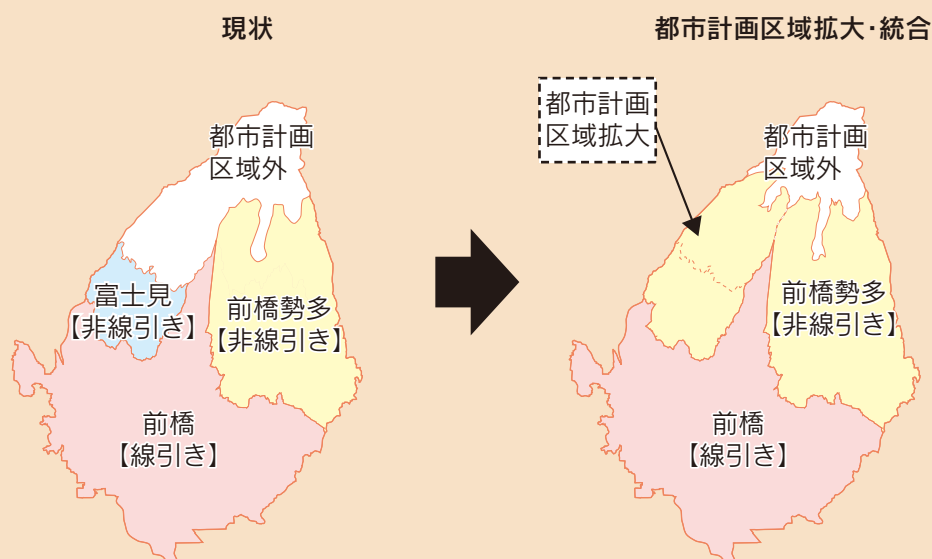 現状
都市計画
区域外
富士見
【非線引き】
前橋勢多
【非線引き】
前橋
【線引き】
都市計画区域拡大・統合
都市計画
区域拡大
都市計画
区域外
前橋勢多
【非線引き】
前橋
【線引き】